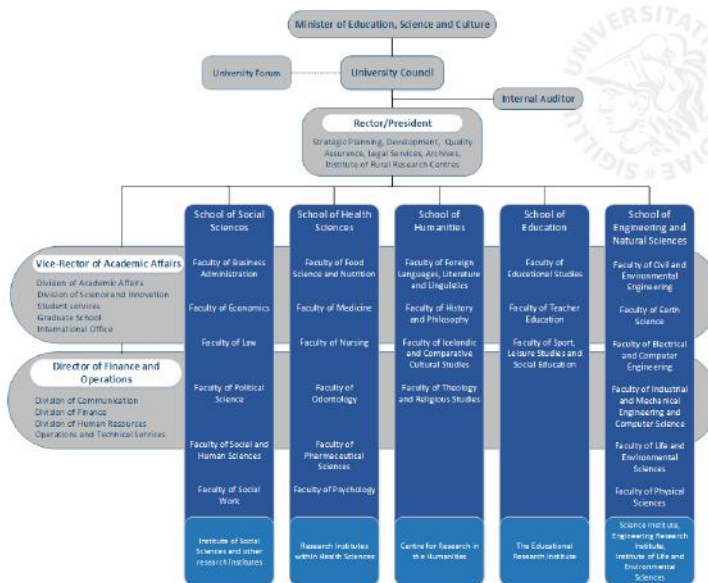 Minister of Education, Science and Culture
University Forum
University Council
Internal Auditor
Rector/President
Strategic Planning, Development, Quality
Assurance, Legal Services, Archives,
Institute of Rural Research Centres
Vice-Rector of Academic Affairs
Division of Academic Affairs
Division of Science and Innovation
Student services
Graduate School
International Office
Director of Finance and
Operations
Division of Communication
Division of Finance
Division of Human Resources
Operations and Technical Services
School of Social
Sciences
Faculty of Business
Administration
Faculty of Economics
Faculty of Law
Faculty of Political
Science
Faculty of Social and
Human Sciences
Faculty of Social
Work
Institute of Social
Sciences and other
research institutes
School of Health
Sciences
Faculty of Food
Science and Nutrition
Faculty of Medicine
Faculty of Nursing
Faculty of
Odontology
Faculty of
Pharmaceutical
Sciences
Faculty of Psychology
Research Institutes
within Health Sciences
School of
Humanities
Faculty of Foreign
Languages, Literature
and Linguistics
Faculty of History
and Philosophy
Faculty of Icelandic
and Comparative
Cultural Studies
Faculty of Theology
and Religious Studies
Centre for Research in
the Humanities
School of
Education
Faculty of
Educational Studies
Faculty of Teacher
Education
Faculty of Sport,
Leisure Studies and
Social Education
The Educational
Research Institute
School of
Engineering and
Natural Sciences
Faculty of Civil and
Environmental
Engineering
Faculty of Earth
Science
Faculty of Electrical
and Computer
Engineering
Faculty of Industrial
and Mechanical
Engineering and
Computer Science
Faculty of Life and
Environmental
Sciences
Faculty of Physical
Sciences
Science Institute,
Engineering Research
Institute,
Institute of Life and
Environmental
Sciences